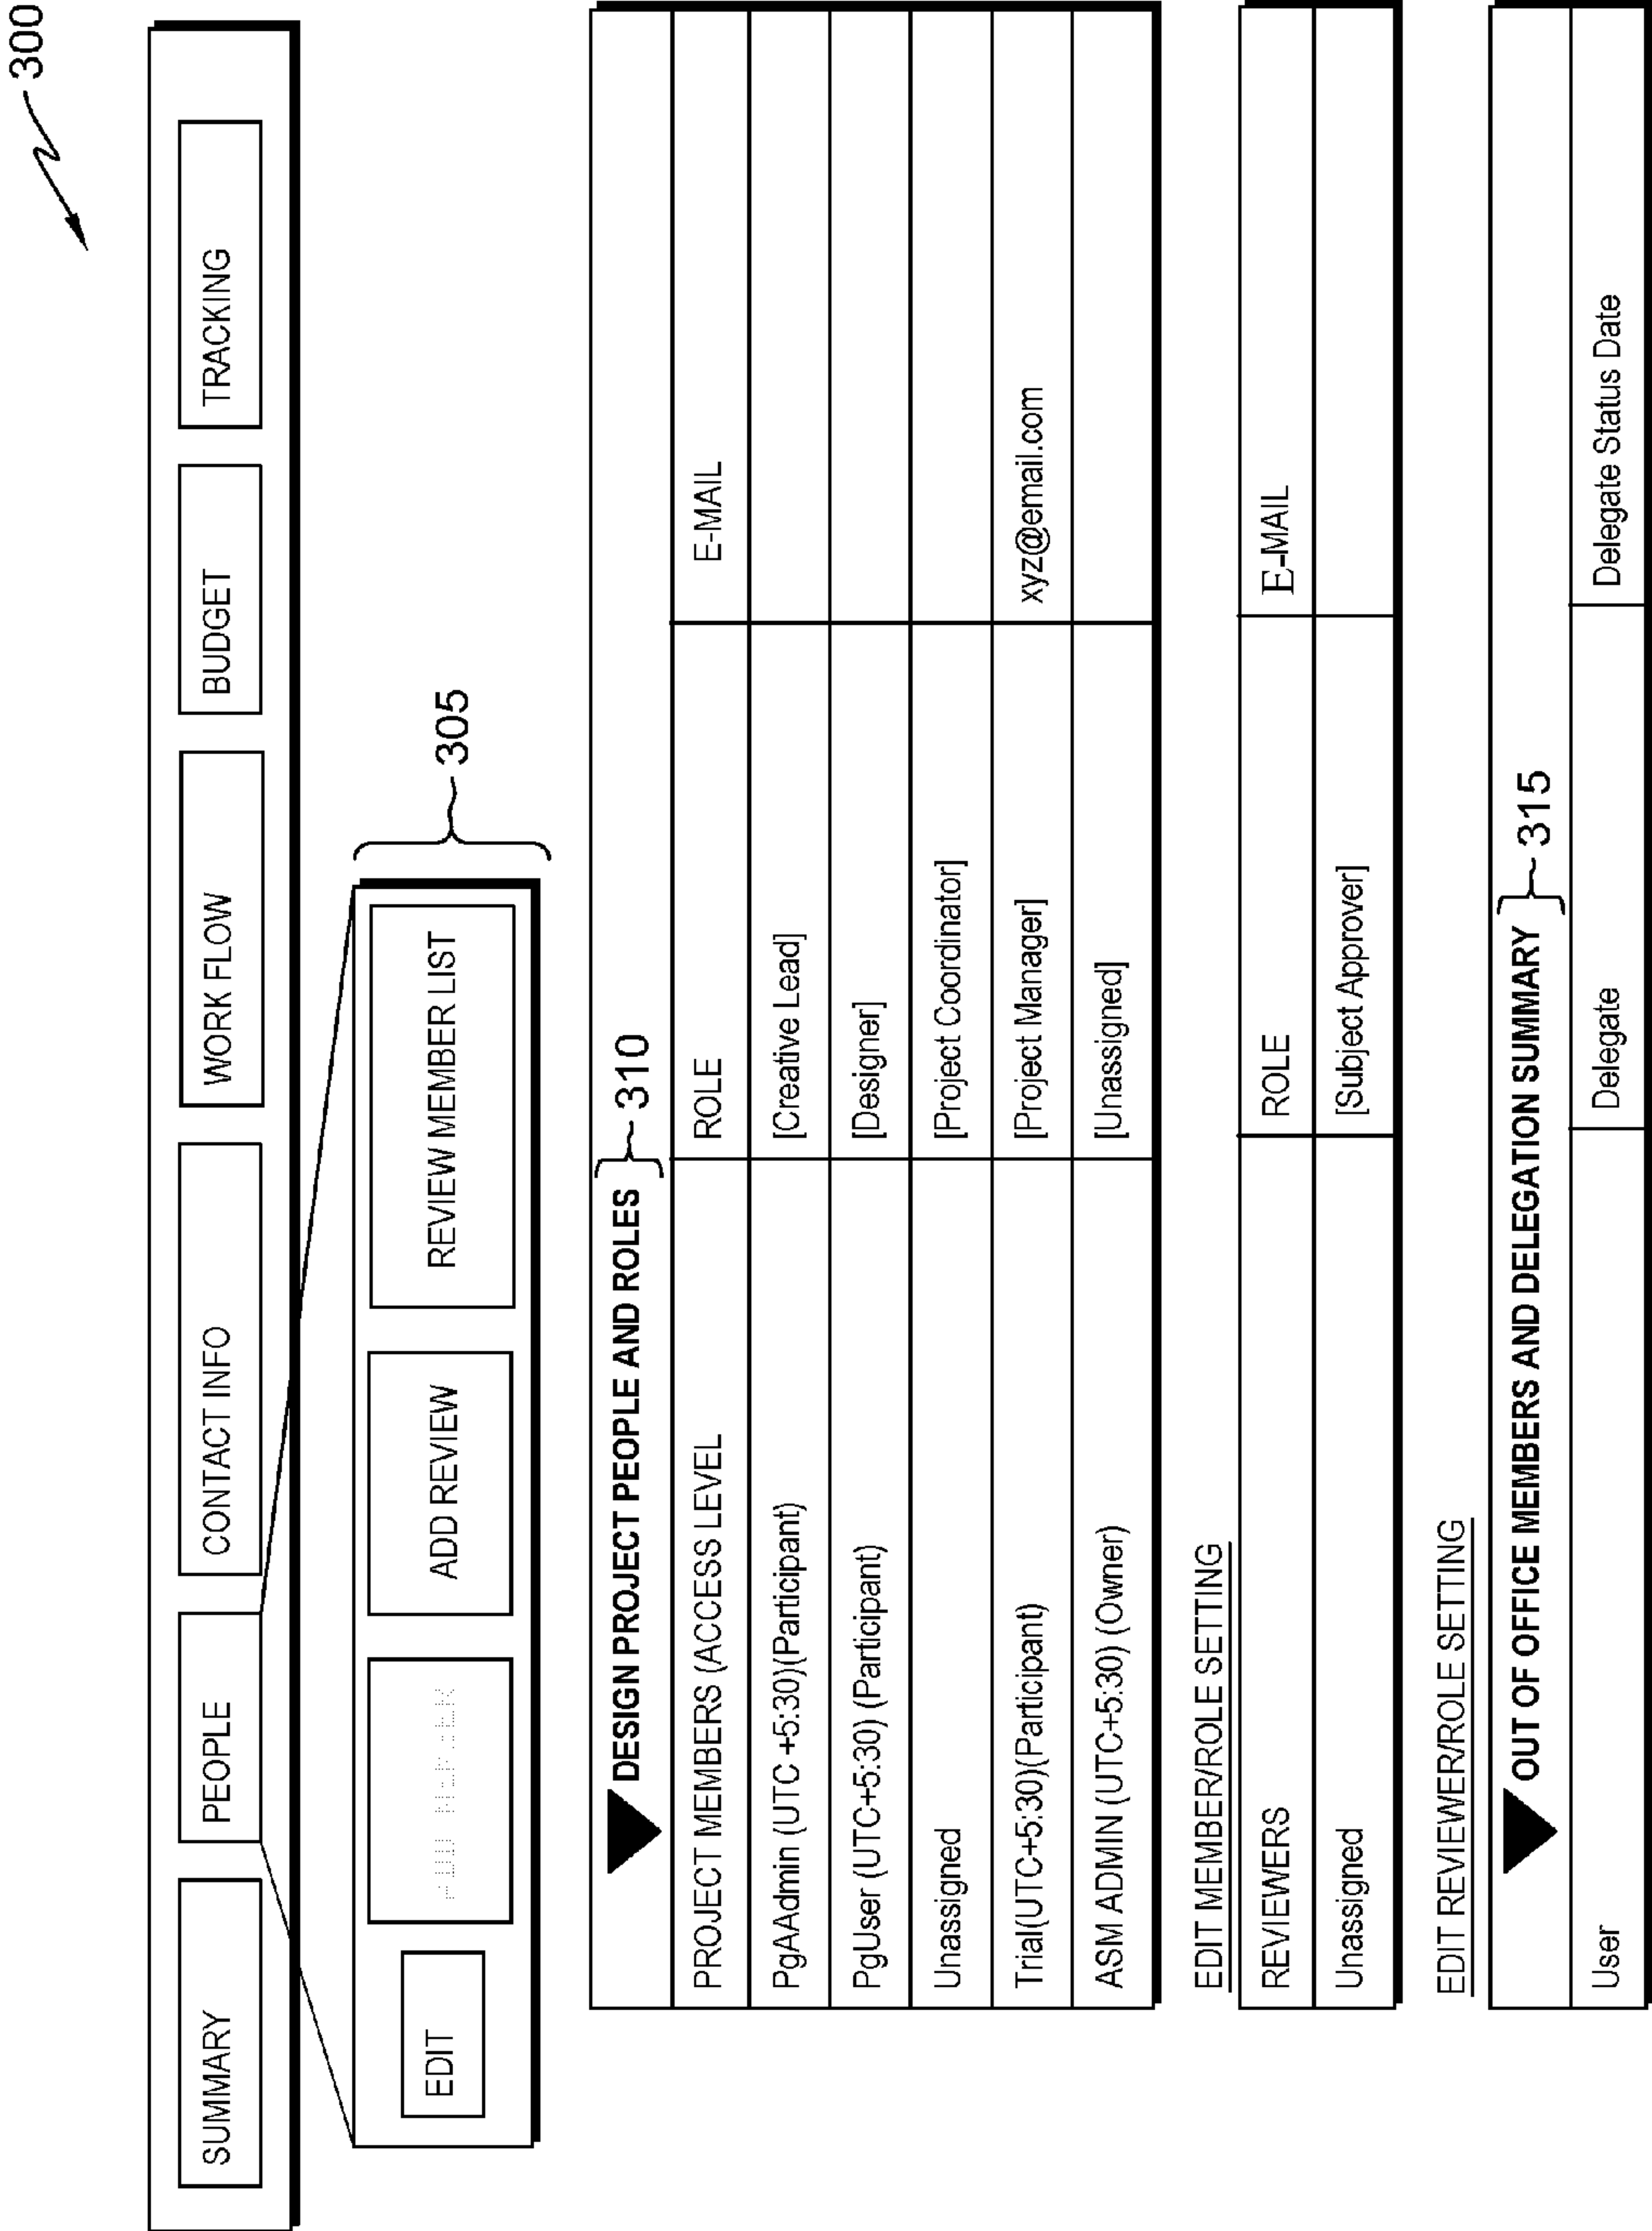 300
SUMMARY PEOPLE CONTACT INFO WORK FLOW BUDGET TRACKING
EDIT ADD REVIEW REVIEW MEMBER LIST 305
DESIGN PROJECT PEOPLE AND ROLES 310
PROJECT MEMBERS (ACCESS LEVEL ROLE E-MAIL
PgAAdmin (UTC +5:30)(Participant) [Creative Lead]
PgUser (UTC+5:30) (Participant) [Designer]
Unassigned [Project Coordinator]
Trial(UTC+5:30)(Participant) [Project Manager] xyz@email.com
ASM ADMIN (UTC+5:30) (Owner) [Unassigned]
EDIT MEMBER/ROLE SETTING
REVIEWERS ROLE E-MAIL
Unassigned [Subject Approver]
EDIT REVIEWER/ROLE SETTING
OUT OF OFFICE MEMBERS AND DELEGATION SUMMARY 315
User Delegate Delegate Status Date